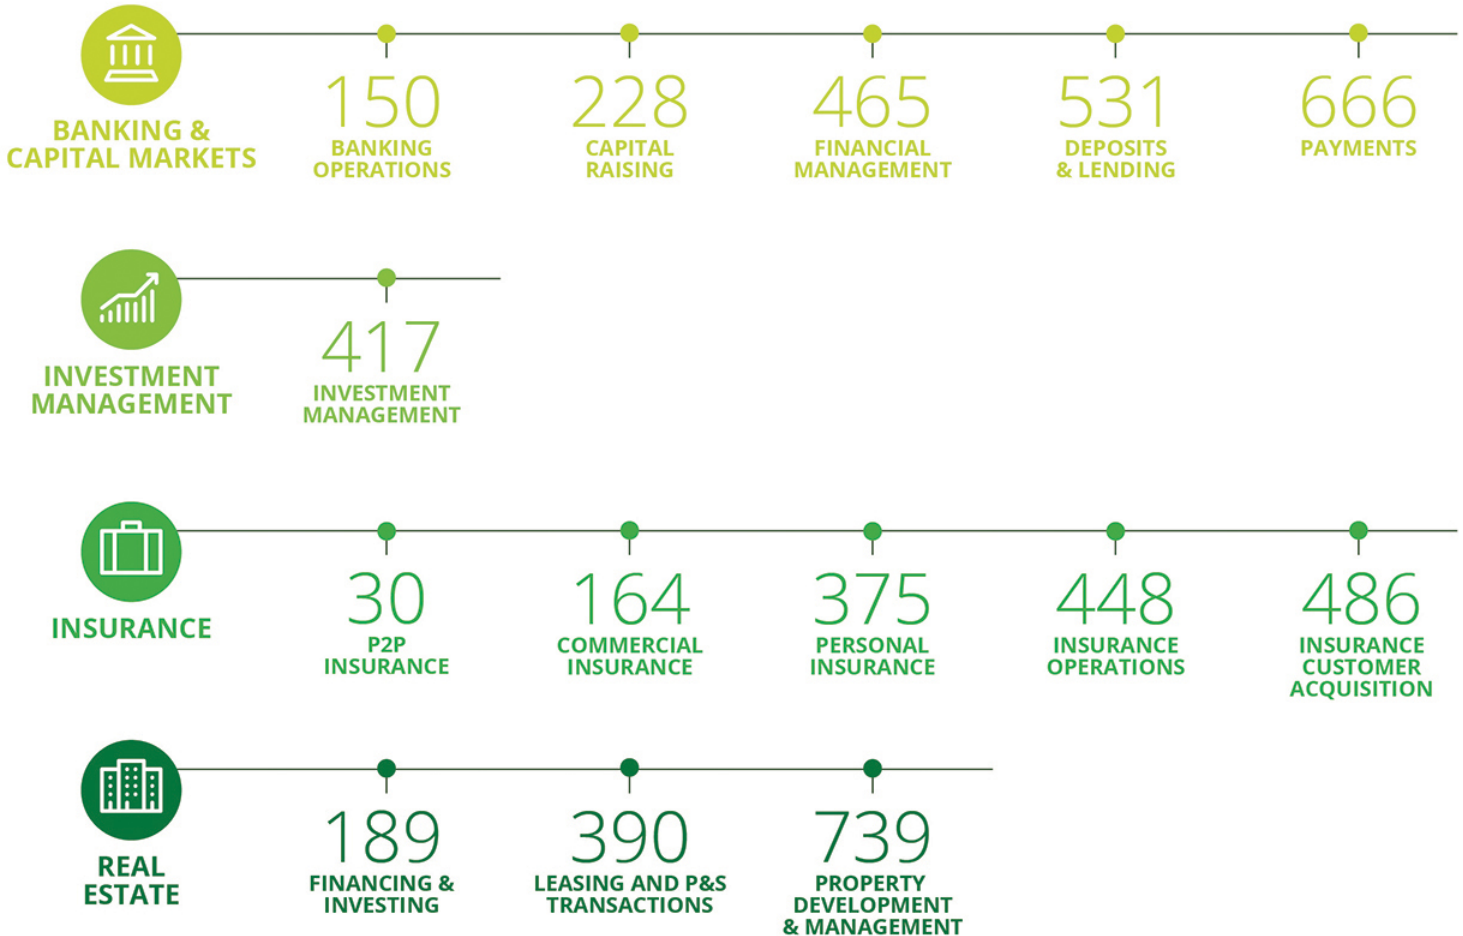 BANKING &
CAPITAL MARKETS
150
BANKING
OPERATIONS
228
CAPITAL
RAISING
465
FINANCIAL
MANAGEMENT
531
DEPOSITS
& LENDING
666
PAYMENTS
INVESTMENT
MANAGEMENT
417
INVESTMENT
MANAGEMENT
INSURANCE
30
P2P
INSURANCE
164
COMMERCIAL
INSURANCE
375
PERSONAL
INSURANCE
448
INSURANCE
OPERATIONS
486
INSURANCE
CUSTOMER
ACQUISITION
REAL
ESTATE
189
FINANCING &
INVESTING
390
LEASING AND P&S
TRANSACTIONS
739
PROPERTY
DEVELOPMENT
& MANAGEMENT